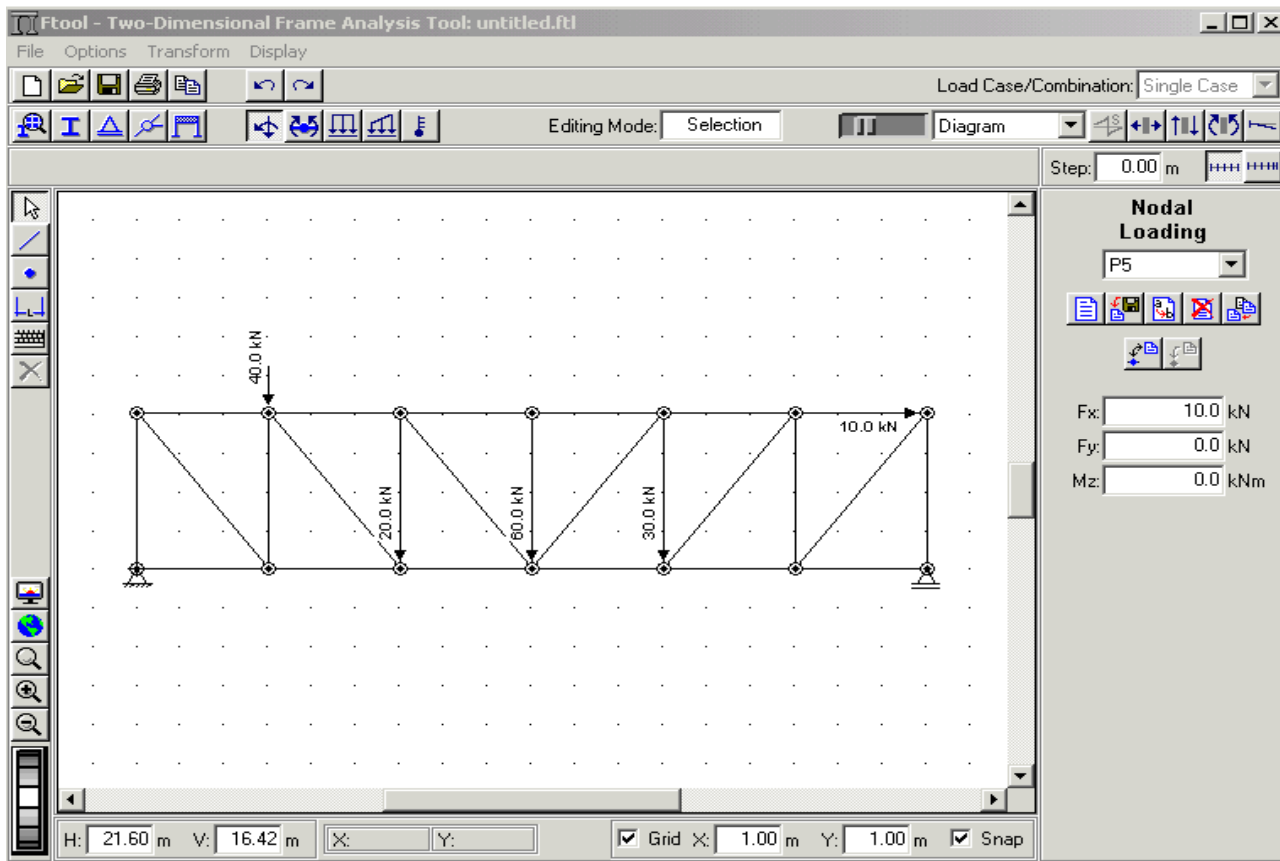 Ftool - Two-Dimensional Frame Analysis Tool: untitled.ftl
File Options Transform Display
Load Case/Combination: Single Case
Editing Mode: Selection Diagram
Step: 0.00 m
Nodal
Loading
P5
40.0 kN
10.0 kN
20.0 kN
60.0 kN
30.0 kN
Fx: 10.0 kN
Fy: 0.0 kN
Mz: 0.0 kNm
H: 21.60 m V: 16.42 m X: Y: Grid X: 1.00 m Y: 1.00 m Snap